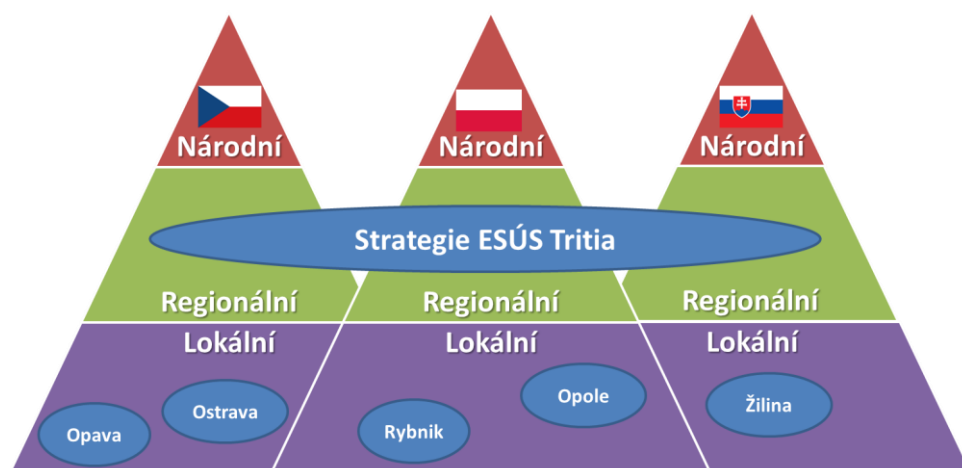 Národní
Národní
Národní
Strategie ESÚS Tritia
Regionální
Regionální
Regionální
Lokální
Lokální
Lokální
Opava
Ostrava
Rybnik
Opole
Žilina